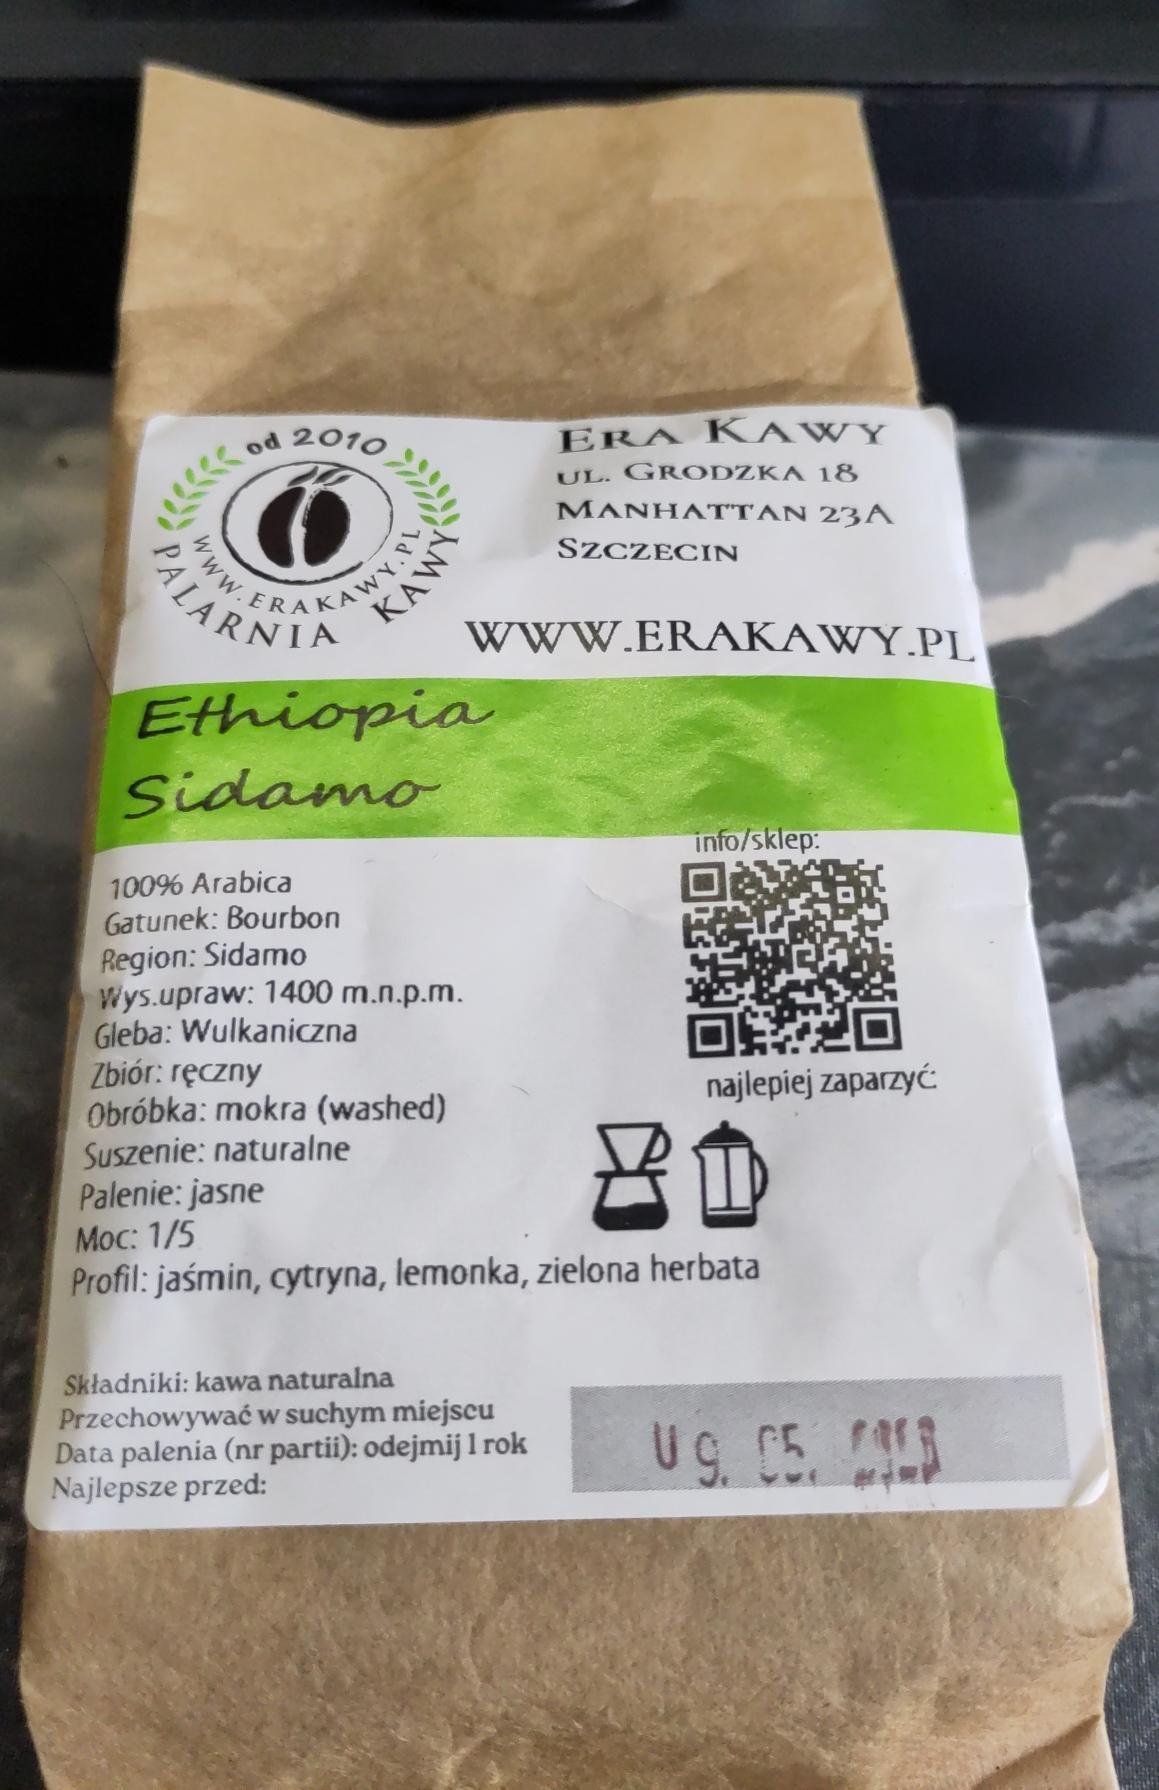 od 2010
WWW.ERAKAWY.PL
PALARNIA KAWY
ERA KAWY
UL. GRODZKA 18
MANHATTAN 23A
SZCZECIN
WWW.ERAKAWY.PL
Ethiopia
Sidamo
info/sklep:
100% Arabica
Gatunek: Bourbon
Region: Sidamo
Wys.upraw: 1400 m.n.p.m.
Gleba: Wulkaniczna
Zbiór: ręczny
Obróbka: mokra (washed)
Suszenie: naturalne
Palenie: jasne
Moc: 1/5
Profil: jaśmin, cytryna, lemonka, zielona herbata
najlepiej zaparzyć:
Składniki: kawa naturalna
Przechowywać w suchym miejscu
Data palenia (nr partii): odejmij 1 rok
Najlepsze przed:
09. 05.